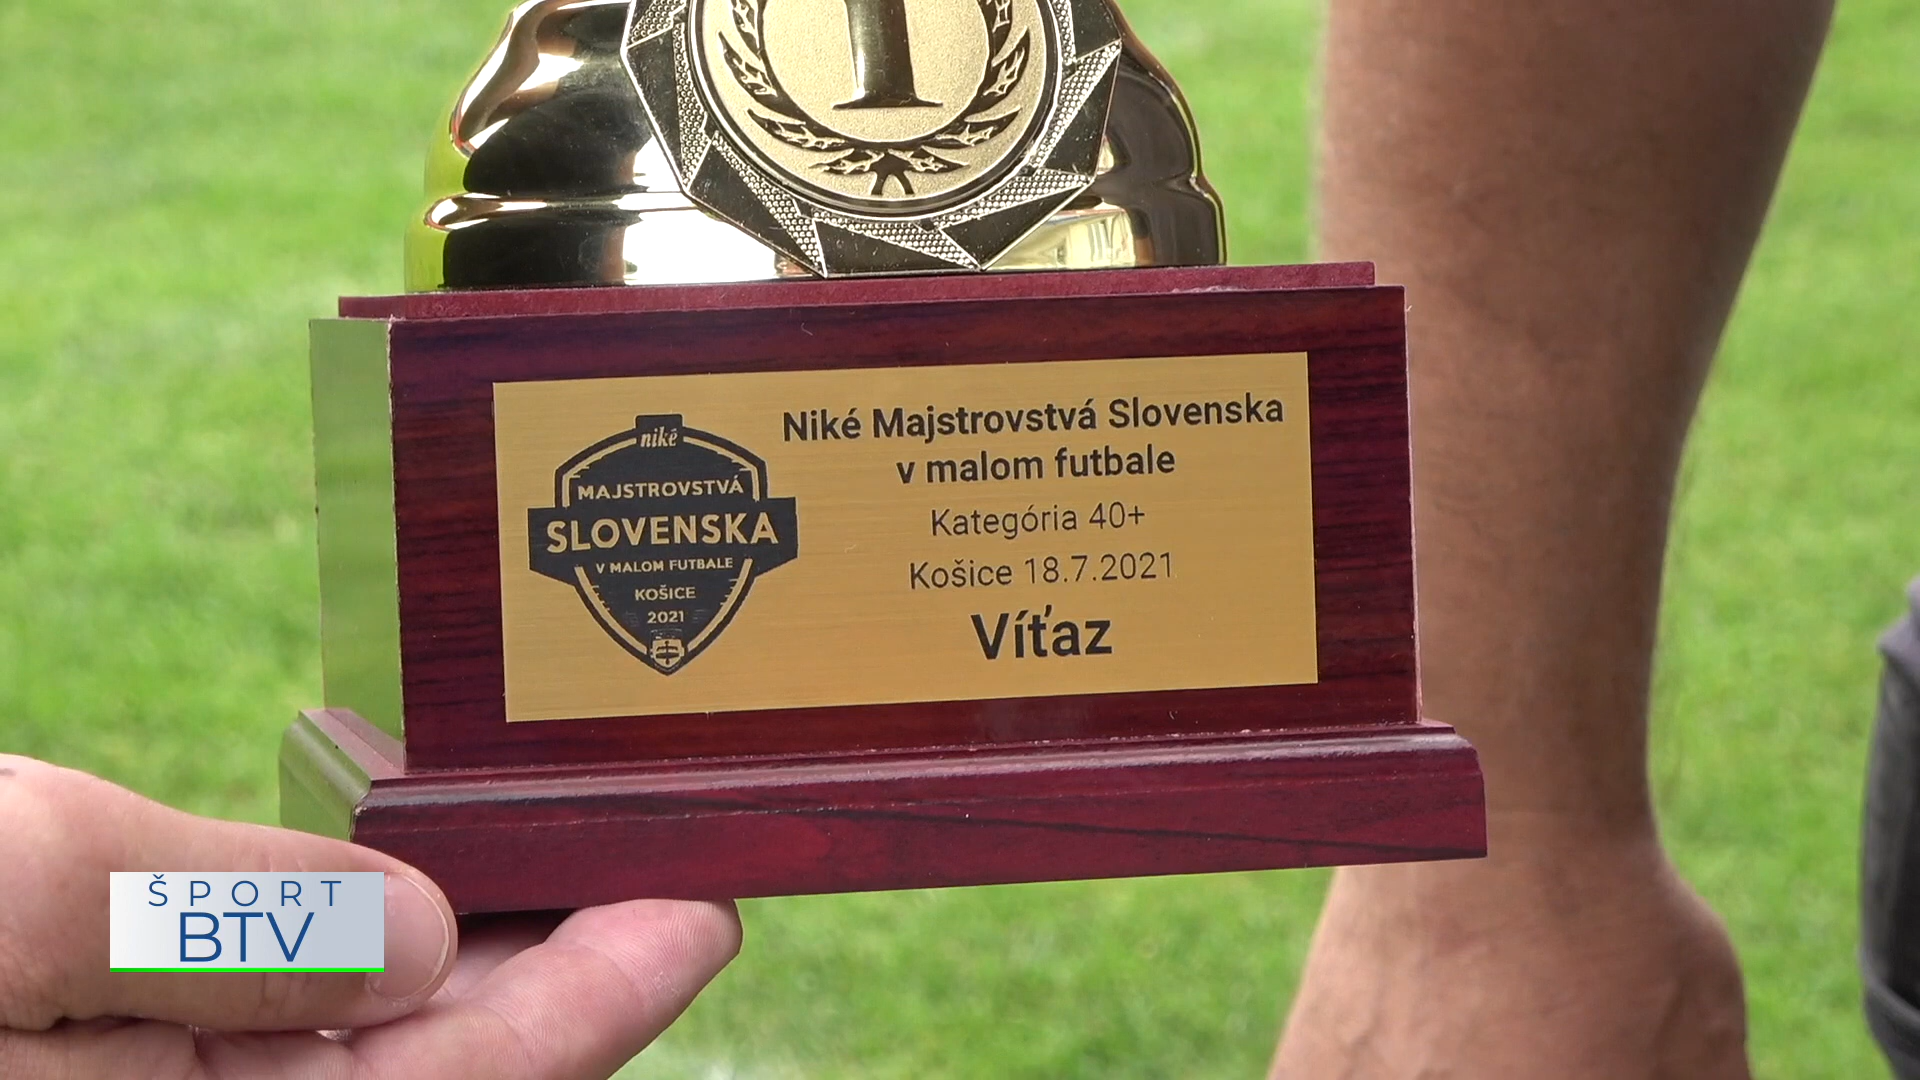 1
niké
MAJSTROVSTVÁ
SLOVENSKA
V MALOM FUTBALE
KOŠICE
2021
Niké Majstrovstvá Slovenska
v malom futbale
Kategória 40+
Košice 18.7.2021
Víťaz
ŠPORT
BTV